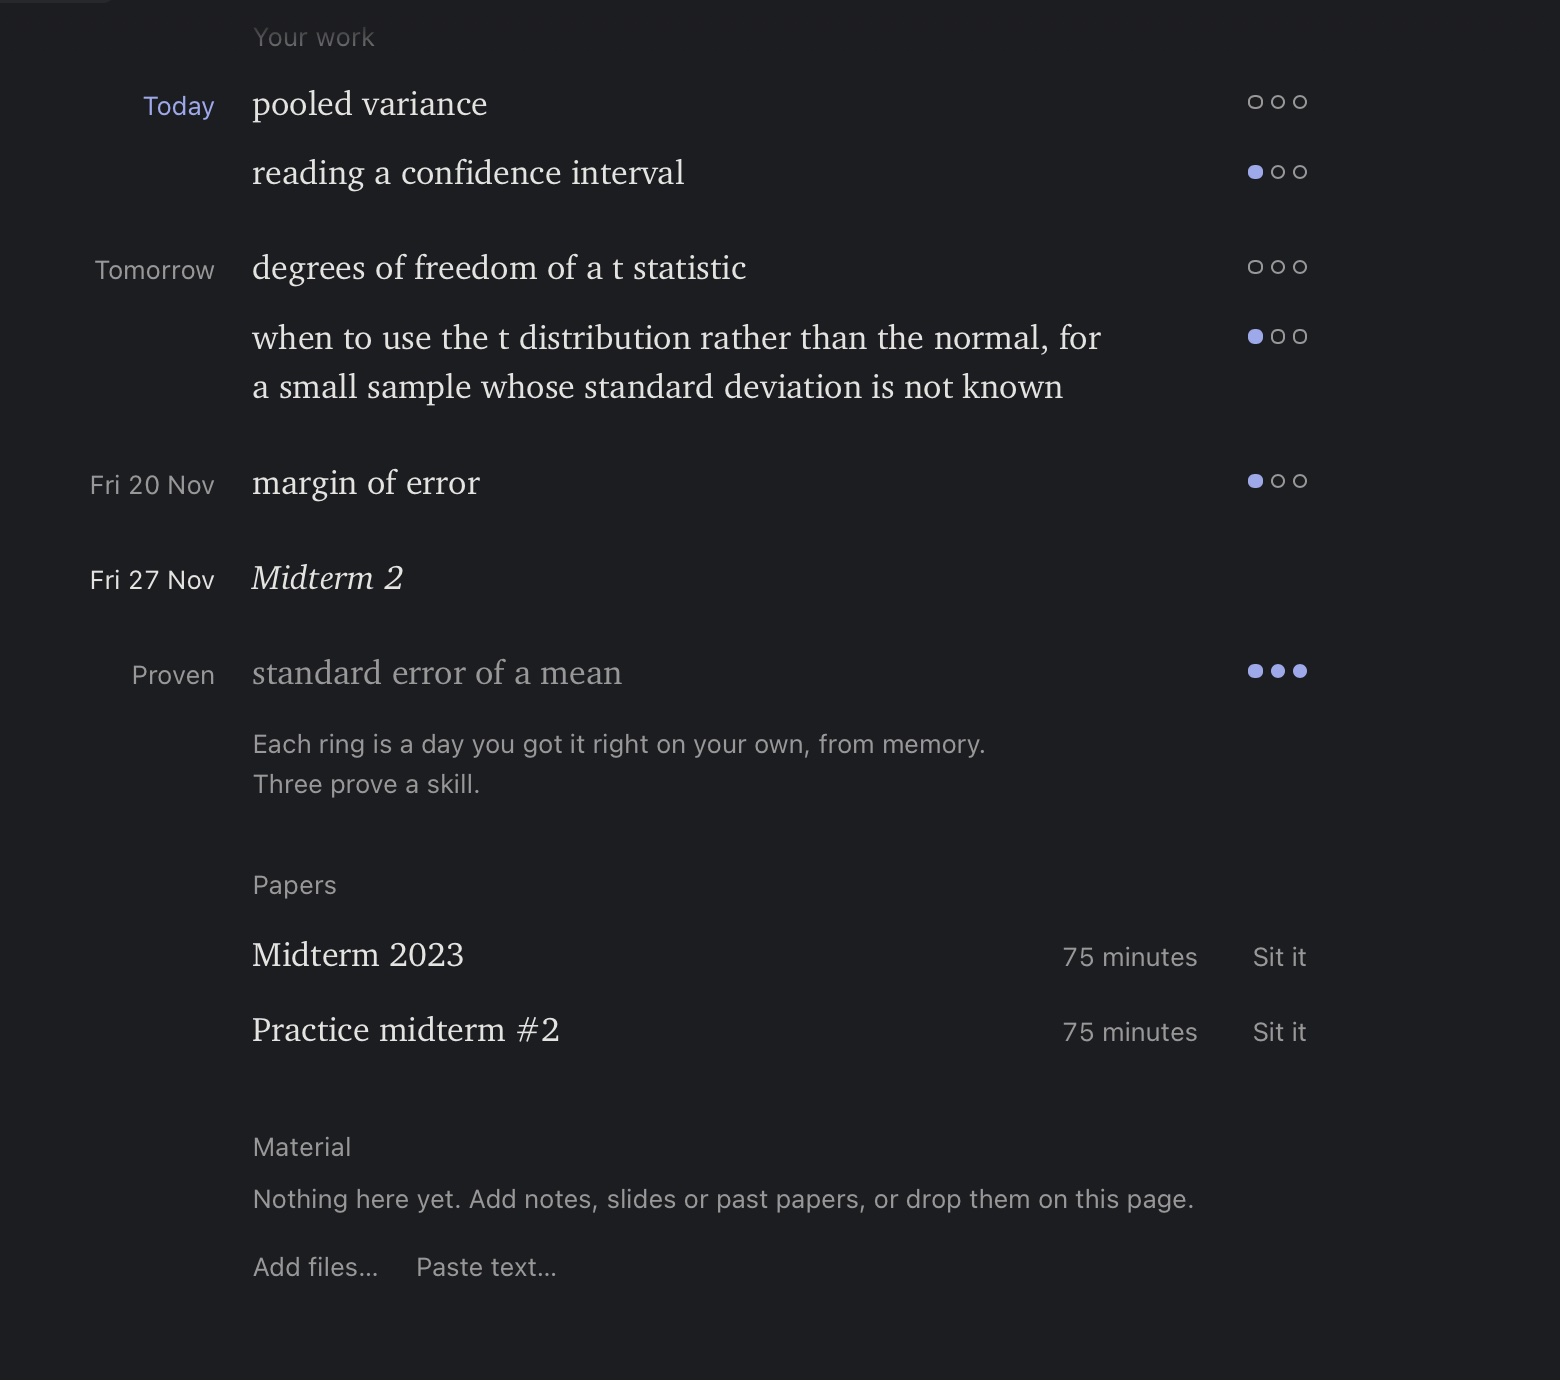 Your work
Today pooled variance
reading a confidence interval
Tomorrow degrees of freedom of a t statistic
when to use the t distribution rather than the normal, for
a small sample whose standard deviation is not known
Fri 20 Nov margin of error
Fri 27 Nov Midterm 2
Proven standard error of a mean
Each ring is a day you got it right on your own, from memory.
Three prove a skill.
Papers
Midterm 2023 75 minutes Sit it
Practice midterm #2 75 minutes Sit it
Material
Nothing here yet. Add notes, slides or past papers, or drop them on this page.
Add files... Paste text...